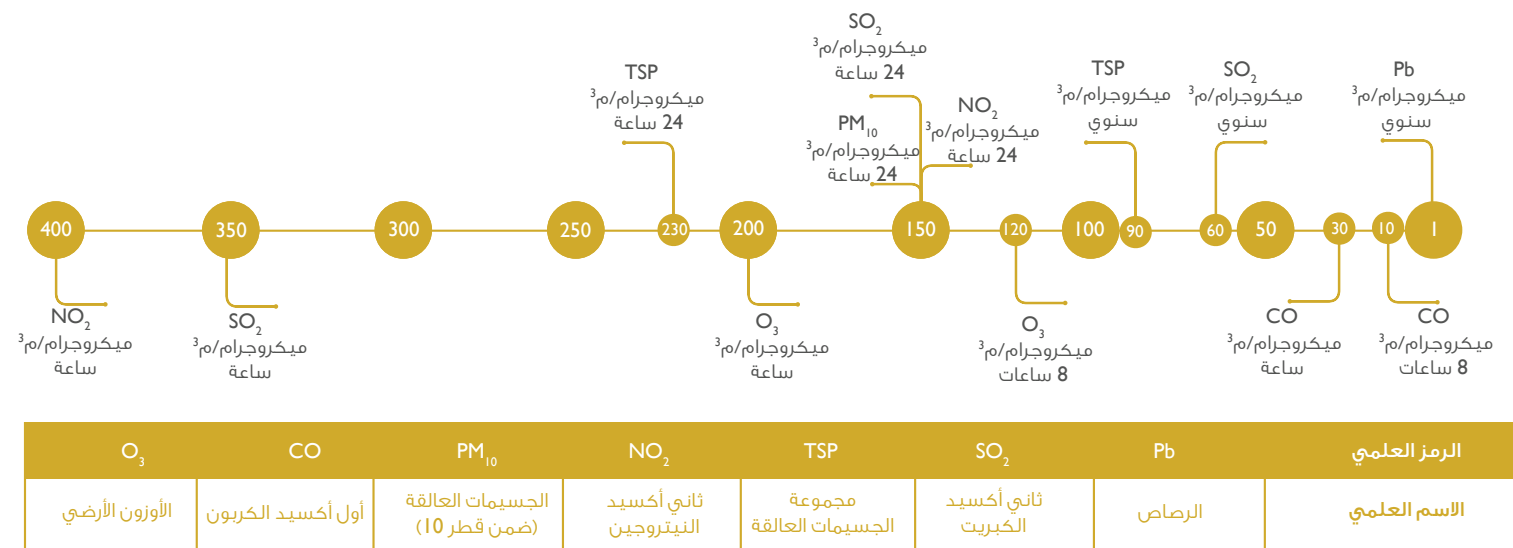 SO₂
ميكروجرام/م³
24 ساعة
TSP
ميكروجرام/م³
24 ساعة
PM₁₀
ميكروجرام/م³
24 ساعة
NO₂
ميكروجرام/م³
24 ساعة
TSP
ميكروجرام/م³
سنوي
SO₂
ميكروجرام/م³
سنوي
Pb
ميكروجرام/م³
سنوي
400 350 300 250 230 200 150 120 100 90 60 50 30 10 1
NO₂
ميكروجرام/م³
ساعة
SO₂
ميكروجرام/م³
ساعة
O₃
ميكروجرام/م³
ساعة
O₃
ميكروجرام/م³
8 ساعات
CO
ميكروجرام/م³
ساعة
CO
ميكروجرام/م³
8 ساعات
الرمز العلمي
Pb
SO₂
TSP
NO₂
PM₁₀
CO
O₃
الاسم العلمي
الرصاص
ثاني أكسيد
الكبريت
مجموعة
الجسيمات العالقة
ثاني أكسيد
النيتروجين
الجسيمات العالقة
(ضمن قطر 10)
أول أكسيد الكربون
الأوزون الأرضي